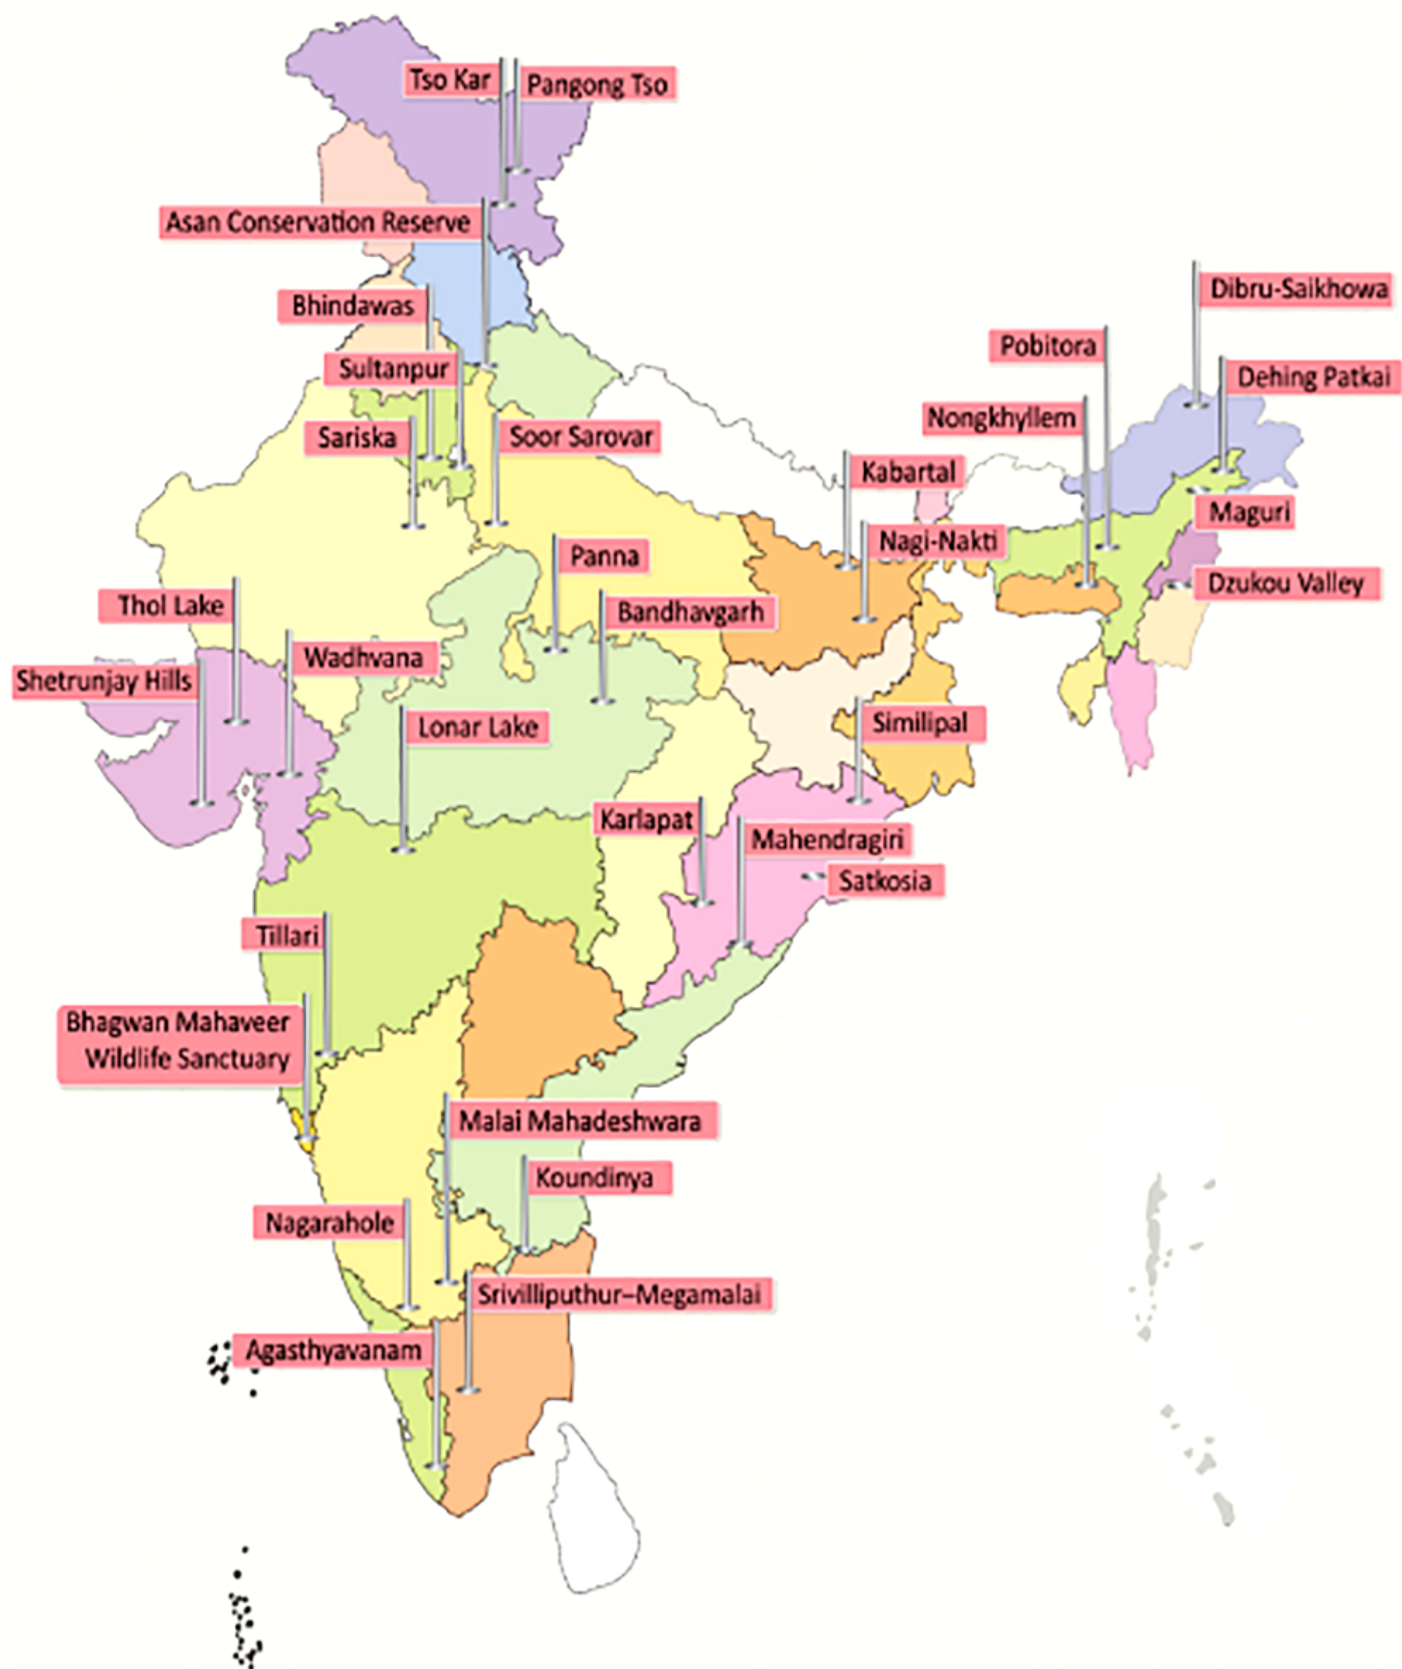 Tso Kar
Pangong Tso
Asan Conservation Reserve
Dibru-Saikhowa
Bhindawas
Pobitora
Sultanpur
Dehing Patkai
Nongkhyllem
Sariska
Soor Sarovar
Kabartal
Maguri
Nagi-Nakti
Panna
Dzukou Valley
Thol Lake
Bandhavgarh
Wadhvana
Shetrunjay Hills
Lonar Lake
Similipal
Karlapat
Mahendragiri
Satkosia
Tillari
Bhagwan Mahaveer
Wildlife Sanctuary
Malai Mahadeshwara
Koundinya
Nagarahole
Srivilliputhur–Megamalai
Agasthyavanam